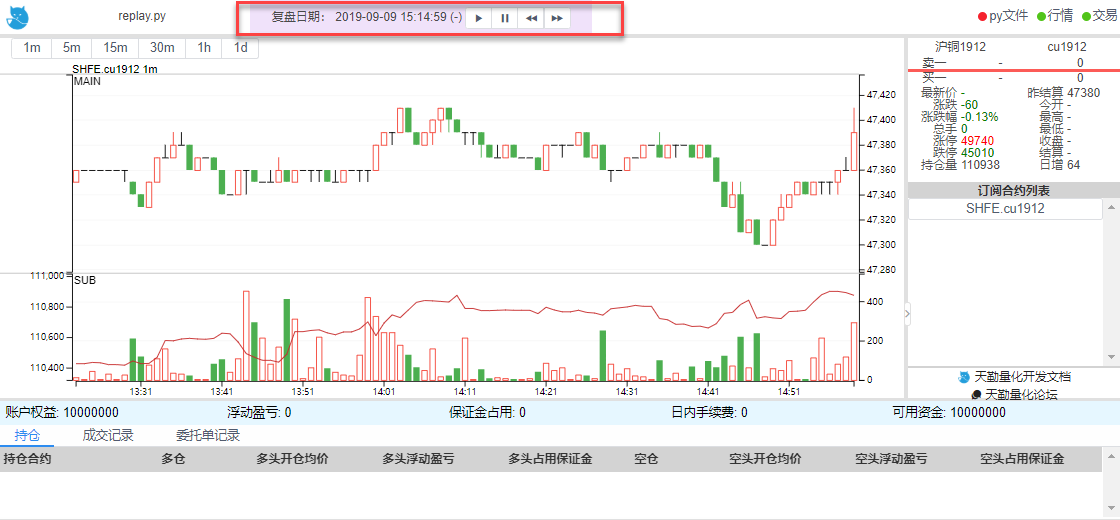 replay.py
复盘日期: 2019-09-09 15:14:59 (-)
py文件 行情 交易
1m 5m 15m 30m 1h 1d
SHFE.cu1912 1m
MAIN
47,420
47,400
47,380
47,360
47,340
47,320
47,300
47,280
SUB
111,000
110,800
110,600
110,400
400
200
0
13:31 13:41 13:51 14:01 14:11 14:21 14:31 14:41 14:51
沪铜1912 cu1912
卖一 - 0
买一 - 0
最新价 - 昨结算 47380
涨跌 -60 今开 -
涨跌幅 -0.13% 最高 -
总手 0 最低 -
涨停 49740 收盘 -
跌停 45010 结算 -
持仓量 110938 日增 64
订阅合约列表
SHFE.cu1912
天勤量化开发文档
天勤量化论坛
账户权益: 10000000 浮动盈亏: 0 保证金占用: 0 日内手续费: 0 可用资金: 10000000
持仓 成交记录 委托单记录
持仓合约 多仓 多头开仓均价 多头浮动盈亏 多头占用保证金 空仓 空头开仓均价 空头浮动盈亏 空头占用保证金